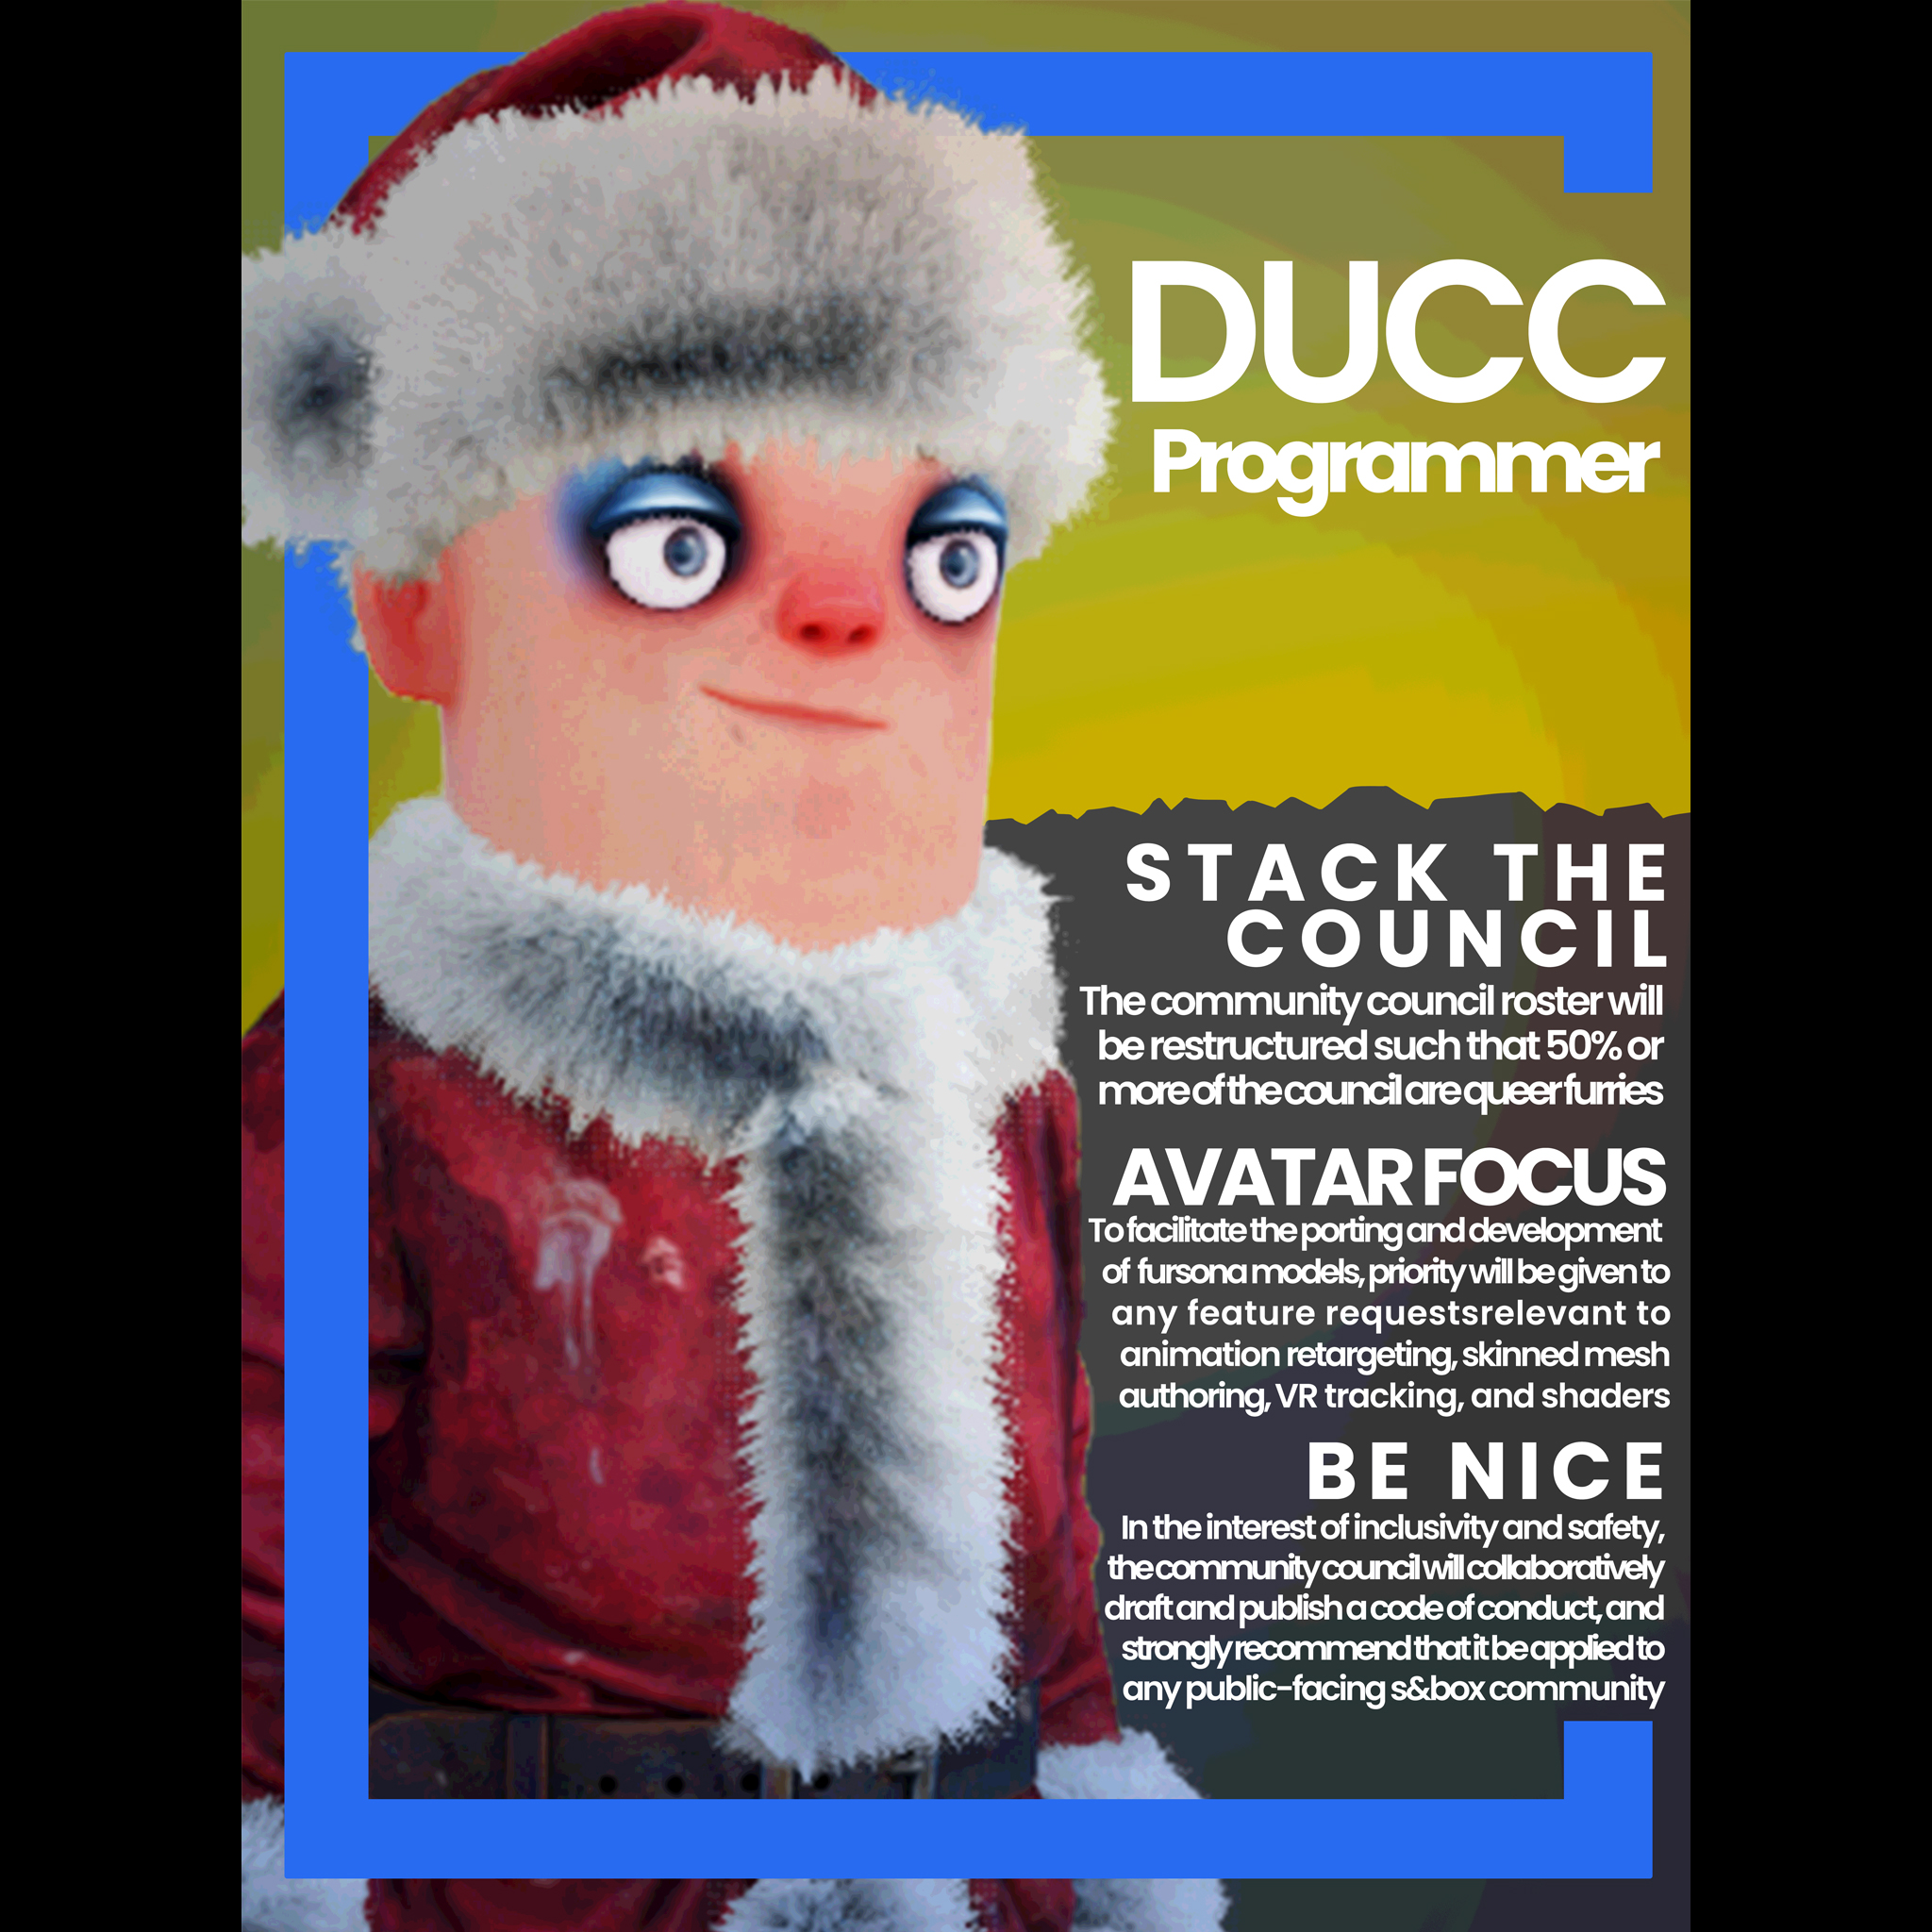 DUCC
Programmer
STACK THE
COUNCIL
The community council roster will
be restructured such that 50% or
more of the council are queer furries
AVATAR FOCUS
To facilitate the porting and development
of fursona models, priority will be given to
any feature requestsrelevant to
animation retargeting, skinned mesh
authoring, VR tracking, and shaders
BE NICE
In the interest of inclusivity and safety,
the community council will collaboratively
draft and publish a code of conduct, and
strongly recommend that it be applied to
any public-facing s&box community